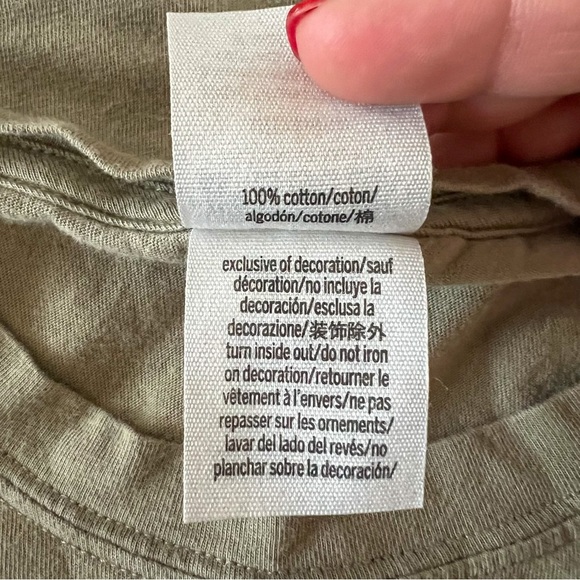 100% cotton/coton/
algodón/cotone/棉
exclusive of decoration/sauf
décoration/no incluye la
decoración/esclusa la
decorazione/装饰除外
turn inside out/do not iron
on decoration/retourner le
vêtement à l'envers/ne pas
repasser sur les ornements/
lavar del lado del revés/no
planchar sobre la decoración/